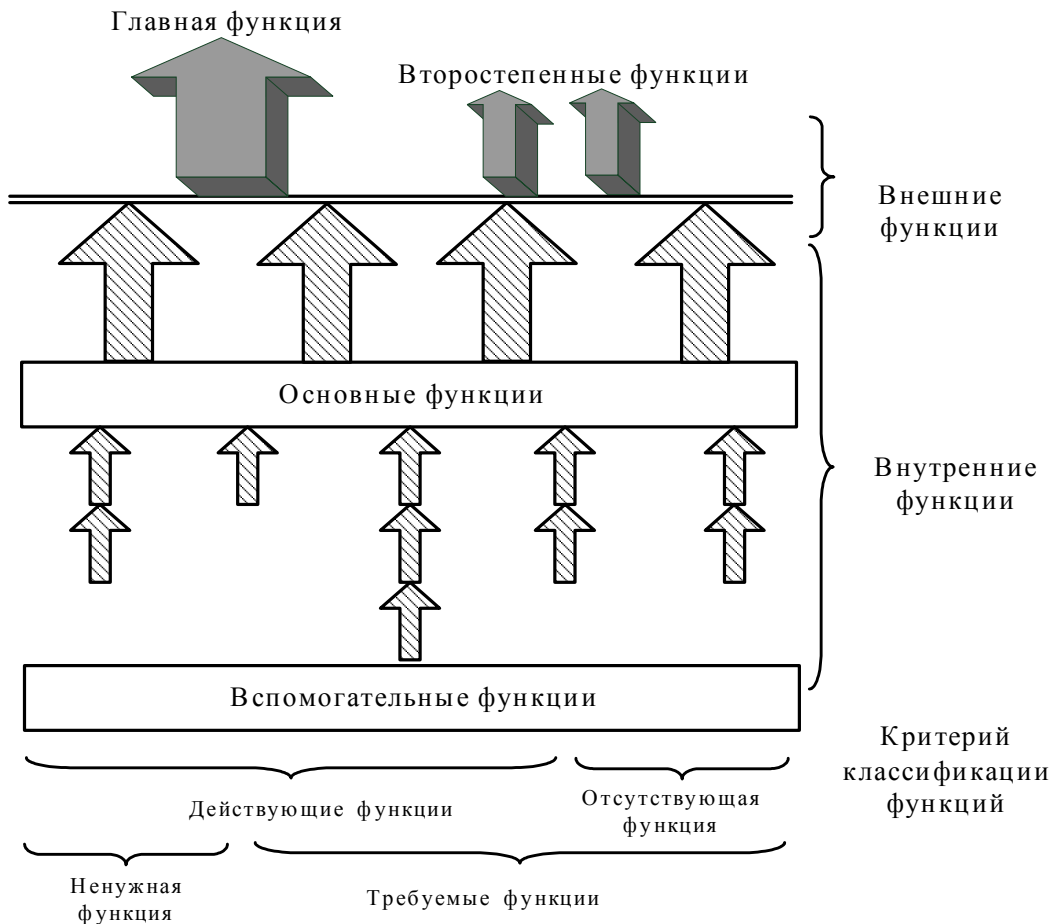 Главная функция
Второстепенные функции
Внешние
функции
Основные функции
Внутренние
функции
Вспомогательные функции
Критерий
классификации
функций
Действующие функции
Отсутствующая
функция
Ненужная
функция
Требуемые функции